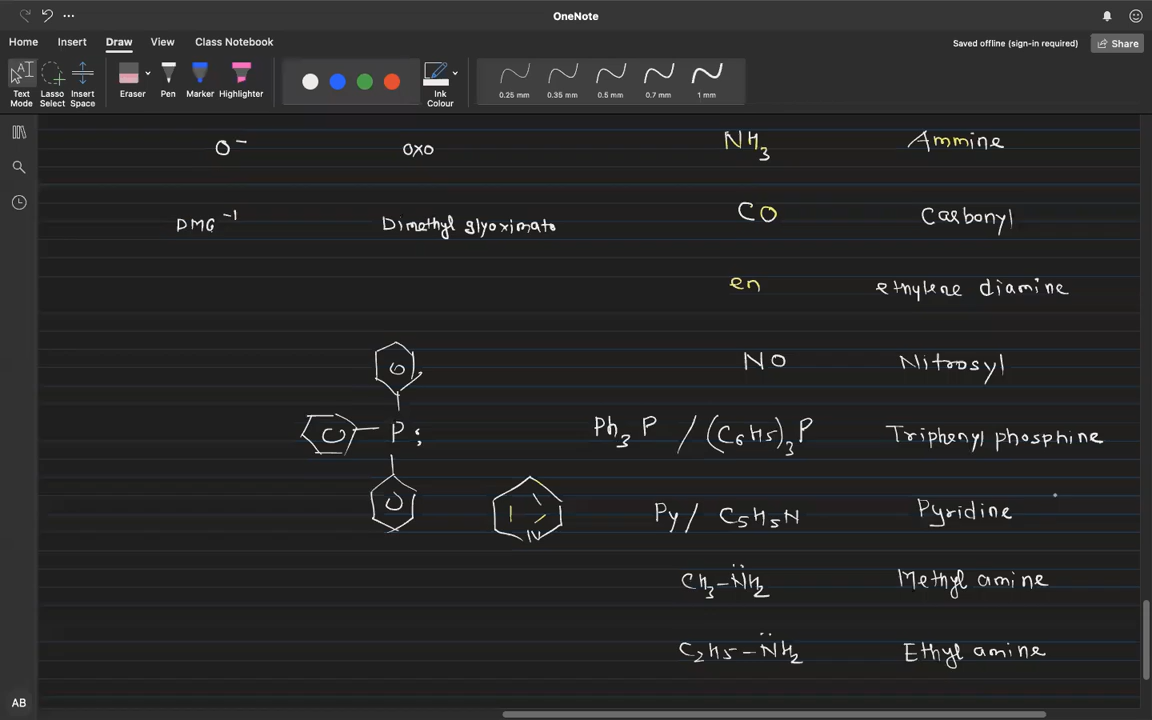 OneNote
Home Insert Draw View Class Notebook
Saved offline (sign-in required) Share
Text Mode
Lasso Select
Insert Space
Eraser
Pen
Marker
Highlighter
Ink Colour
0.25 mm 0.35 mm 0.5 mm 0.7 mm 1 mm
O⁻ oxo NH₃ Ammine
DMG⁻¹ Dimethyl glyoximato CO Carbonyl
en ethylene diamine
NO Nitrosyl
P: Ph₃P / (C₆H₅)₃P Triphenyl phosphine
N Py / C₅H₅N Pyridine
CH₃–N̈H₂ Methyl amine
C₂H₅–N̈H₂ Ethyl amine
AB